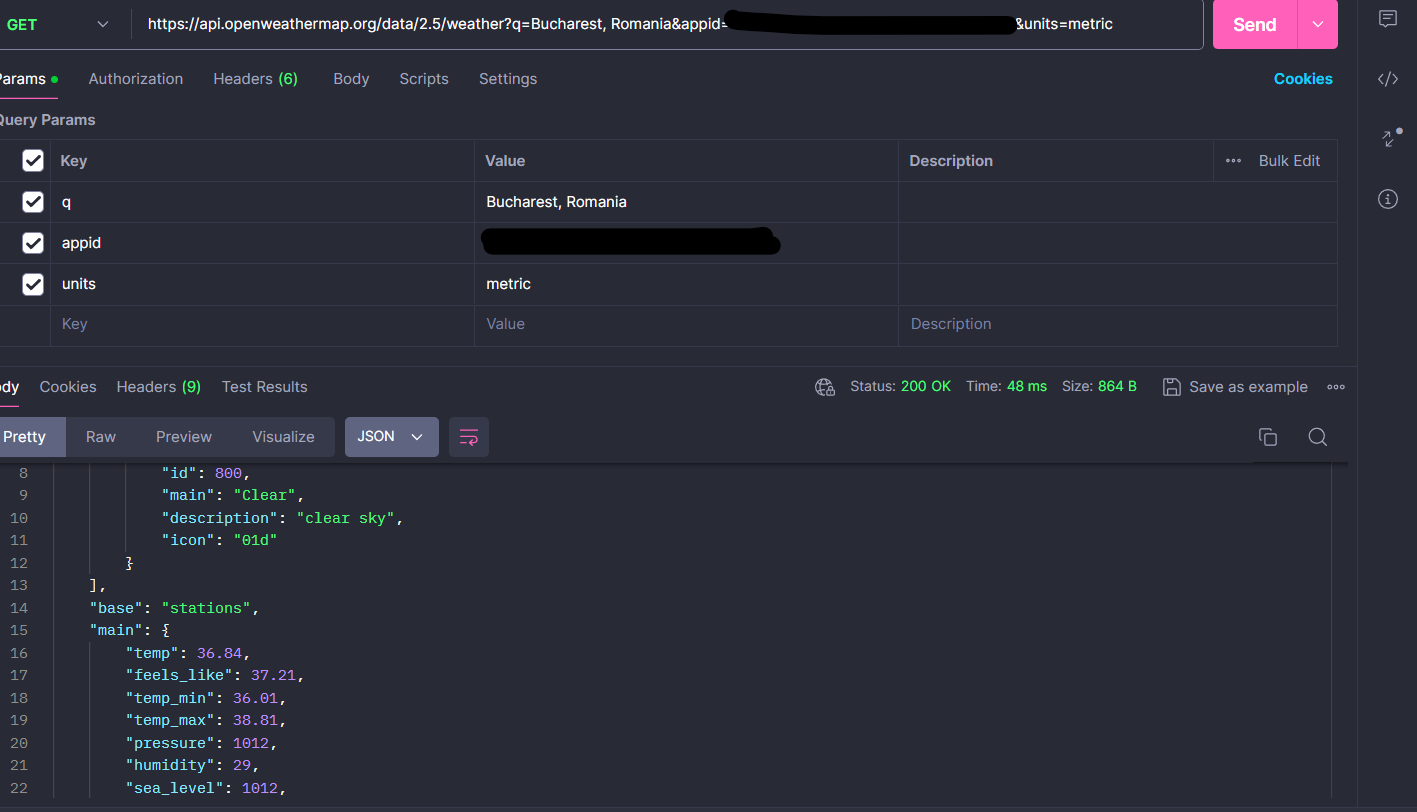 GET https://api.openweathermap.org/data/2.5/weather?q=Bucharest, Romania&appid= &units=metric Send
Params Authorization Headers (6) Body Scripts Settings Cookies
Query Params
Key Value Description Bulk Edit
q Bucharest, Romania
appid
units metric
Key Value Description
ody Cookies Headers (9) Test Results Status: 200 OK Time: 48 ms Size: 864 B Save as example
Pretty Raw Preview Visualize JSON
8 "id": 800,
9 "main": "Clear",
10 "description": "clear sky",
11 "icon": "01d"
12 }
13 ],
14 "base": "stations",
15 "main": {
16 "temp": 36.84,
17 "feels_like": 37.21,
18 "temp_min": 36.01,
19 "temp_max": 38.81,
20 "pressure": 1012,
21 "humidity": 29,
22 "sea_level": 1012,